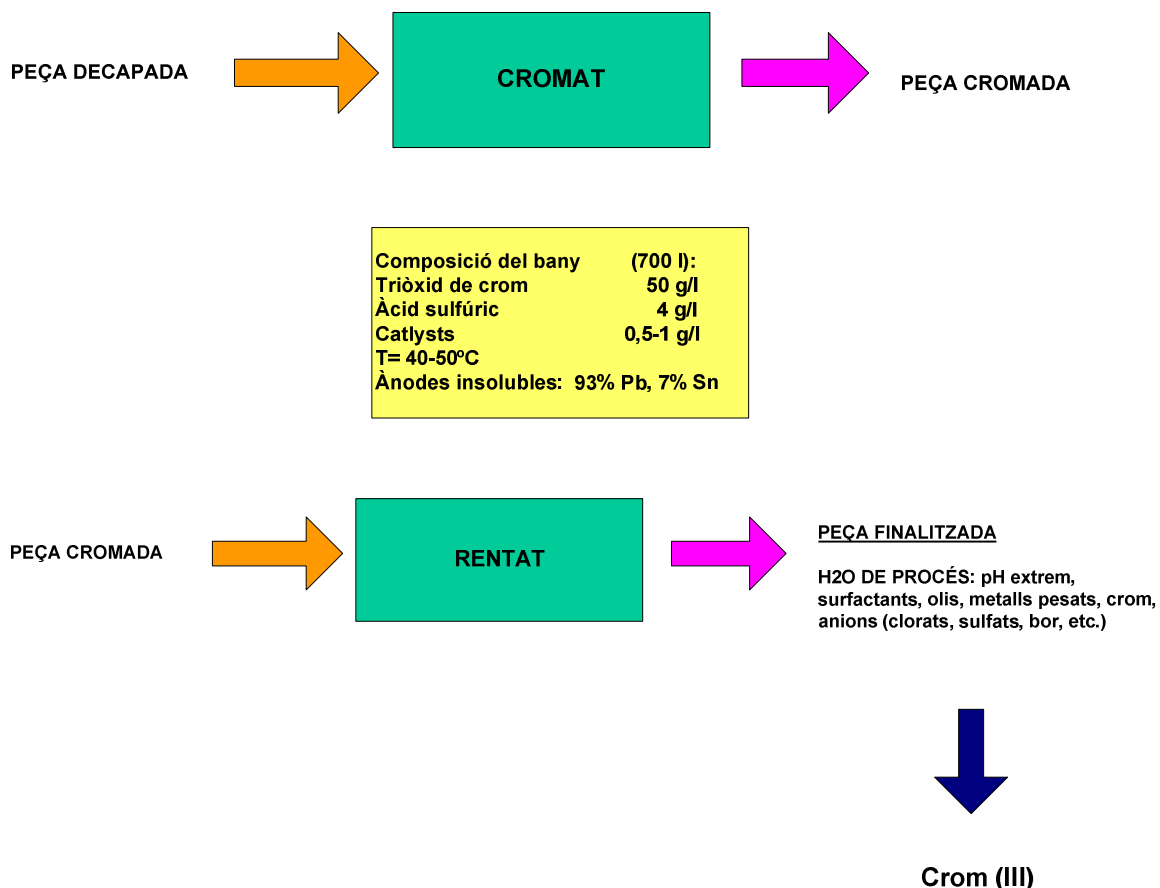 PEÇA DECAPADA
CROMAT
PEÇA CROMADA
Composició del bany (700 l):
Triòxid de crom 50 g/l
Àcid sulfúric 4 g/l
Catlysts 0,5-1 g/l
T= 40-50ºC
Ànodes insolubles: 93% Pb, 7% Sn
PEÇA CROMADA
RENTAT
PEÇA FINALITZADA
H2O DE PROCÉS: pH extrem,
surfactants, olis, metalls pesats, crom,
anions (clorats, sulfats, bor, etc.)
Crom (III)